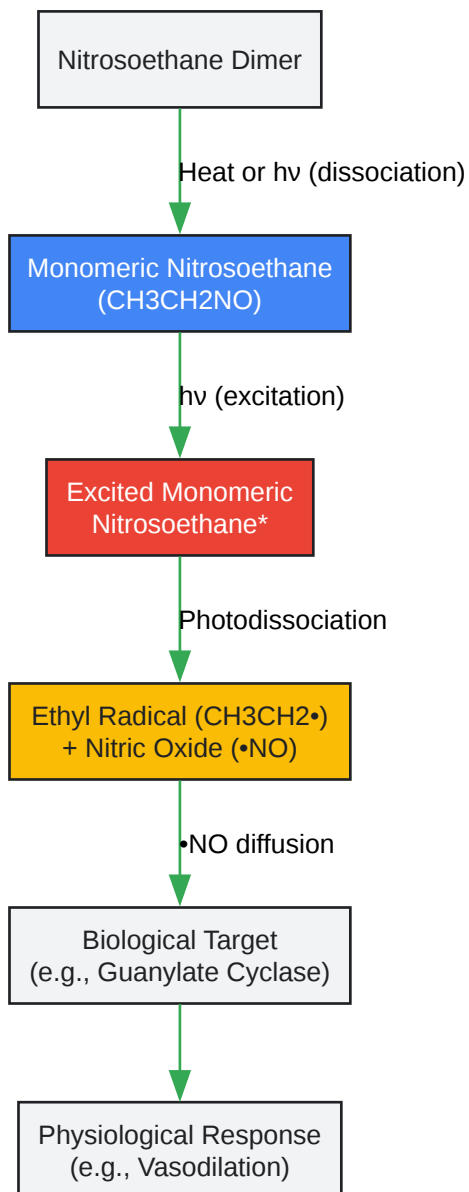 Nitrosoethane Dimer
Heat or hν (dissociation)
Monomeric Nitrosoethane
(CH3CH2NO)
hν (excitation)
Excited Monomeric
Nitrosoethane*
Photodissociation
Ethyl Radical (CH3CH2•)
+ Nitric Oxide (•NO)
•NO diffusion
Biological Target
(e.g., Guanylate Cyclase)
Physiological Response
(e.g., Vasodilation)